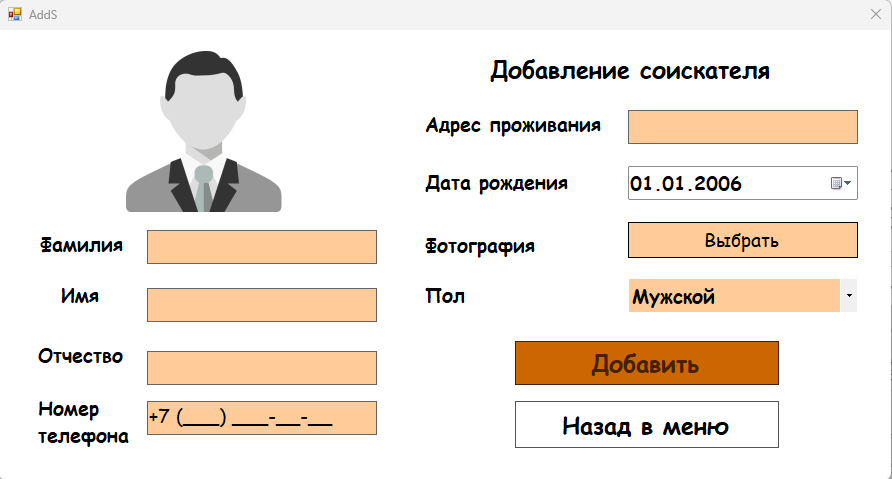 AddS
Добавление соискателя
Адрес проживания
Дата рождения
01.01.2006
Фотография
Выбрать
Пол
Мужской
Фамилия
Имя
Отчество
Номер
телефона
+7 (___) ___-__-__
Добавить
Назад в меню